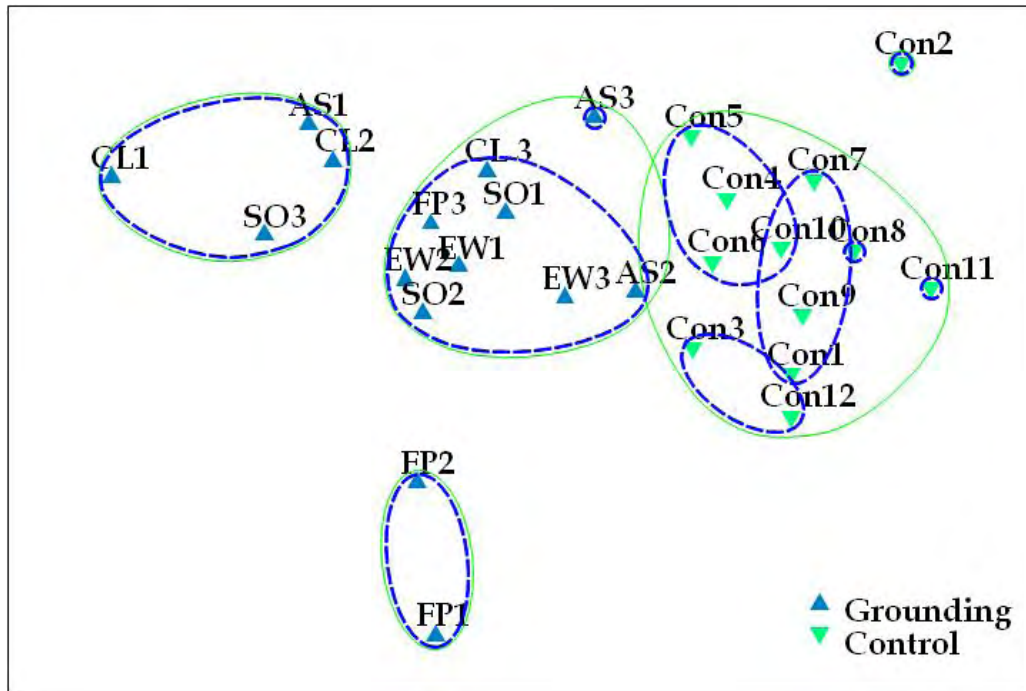 Con2
AS1
AS3
Con5
CL2
CL1
CL 3
Con7
SO1
Con4
FP3
SO3
Con10
Con8
Con6
EW1
EW2
AS2
EW3
Con11
SO2
Con9
Con3
Con1
Con12
FP2
FP1
Grounding
Control